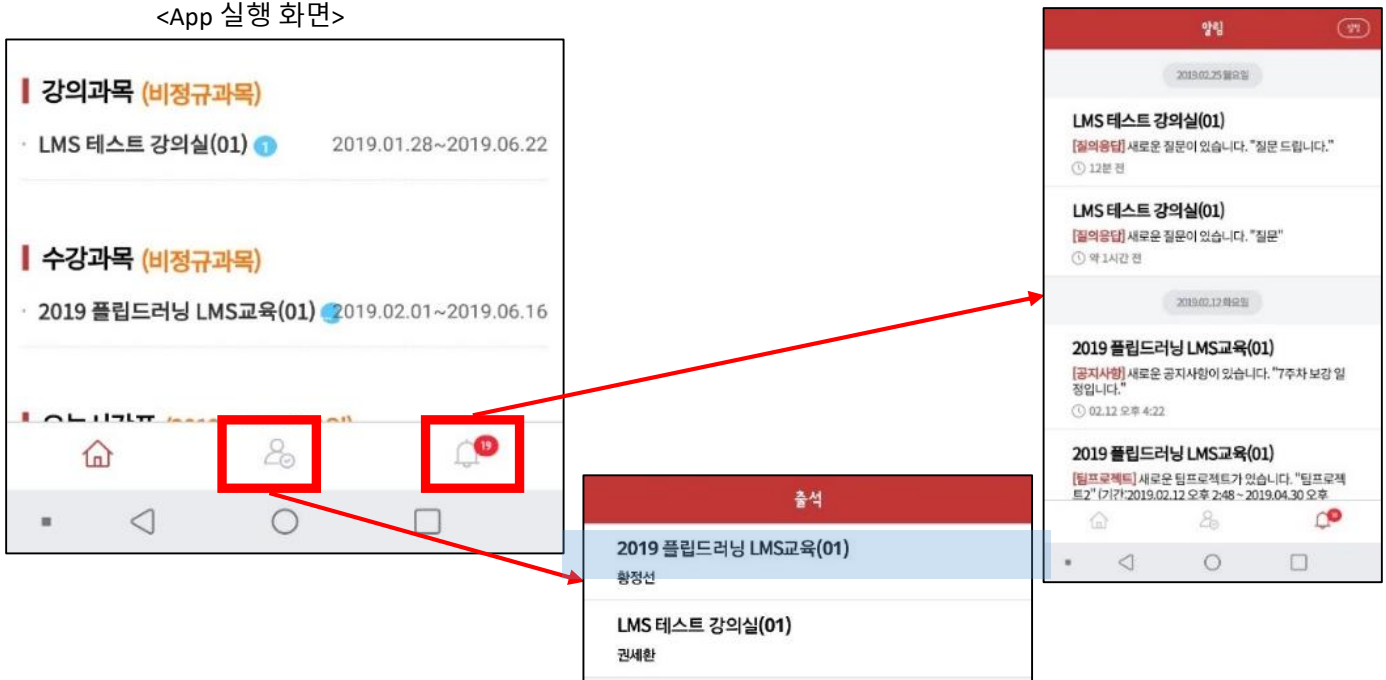 <App 실행 화면>
강의과목 (비정규과목)
· LMS 테스트 강의실(01) 1 2019.01.28~2019.06.22
수강과목 (비정규과목)
· 2019 플립드러닝 LMS교육(01) 2019.02.01~2019.06.16
19
출석
2019 플립드러닝 LMS교육(01)
황정선
LMS 테스트 강의실(01)
권세환
알림
설정
2019.02.25 월요일
LMS 테스트 강의실(01)
[질의응답] 새로운 질문이 있습니다. "질문 드립니다."
12분 전
LMS 테스트 강의실(01)
[질의응답] 새로운 질문이 있습니다. "질문"
약 1시간 전
2019.02.12 화요일
2019 플립드러닝 LMS교육(01)
[공지사항] 새로운 공지사항이 있습니다. "7주차 보강 일
정입니다."
02.12 오후 4:22
2019 플립드러닝 LMS교육(01)
[팀프로젝트] 새로운 팀프로젝트가 있습니다. "팀프로젝
트2" (기간:2019.02.12 오후 2:48 ~ 2019.04.30 오후